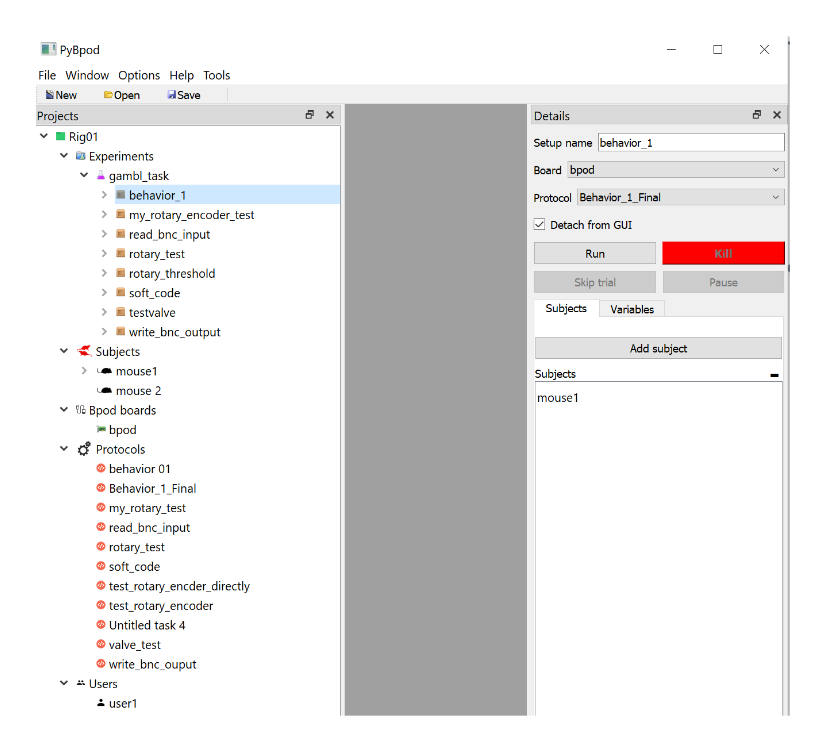 PyBpod
File Window Options Help Tools
New Open Save
Projects
Rig01
Experiments
gambl_task
behavior_1
my_rotary_encoder_test
read_bnc_input
rotary_test
rotary_threshold
soft_code
testvalve
write_bnc_output
Subjects
mouse1
mouse 2
Bpod boards
bpod
Protocols
behavior 01
Behavior_1_Final
my_rotary_test
read_bnc_input
rotary_test
soft_code
test_rotary_encder_directly
test_rotary_encoder
Untitled task 4
valve_test
write_bnc_ouput
Users
user1
Details
Setup name behavior_1
Board bpod
Protocol Behavior_1_Final
Detach from GUI
Run Kill
Skip trial Pause
Subjects Variables
Add subject
Subjects
mouse1